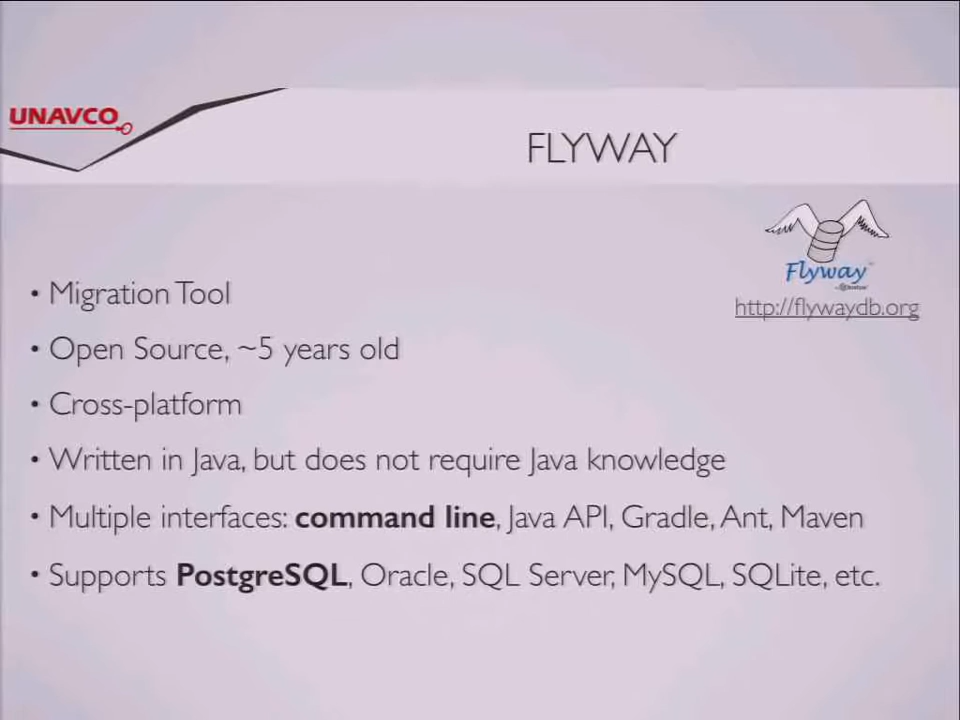 UNAVCO
FLYWAY
Flyway™
http://flywaydb.org
• Migration Tool
• Open Source, ~5 years old
• Cross-platform
• Written in Java, but does not require Java knowledge
• Multiple interfaces: command line, Java API, Gradle, Ant, Maven
• Supports PostgreSQL, Oracle, SQL Server, MySQL, SQLite, etc.